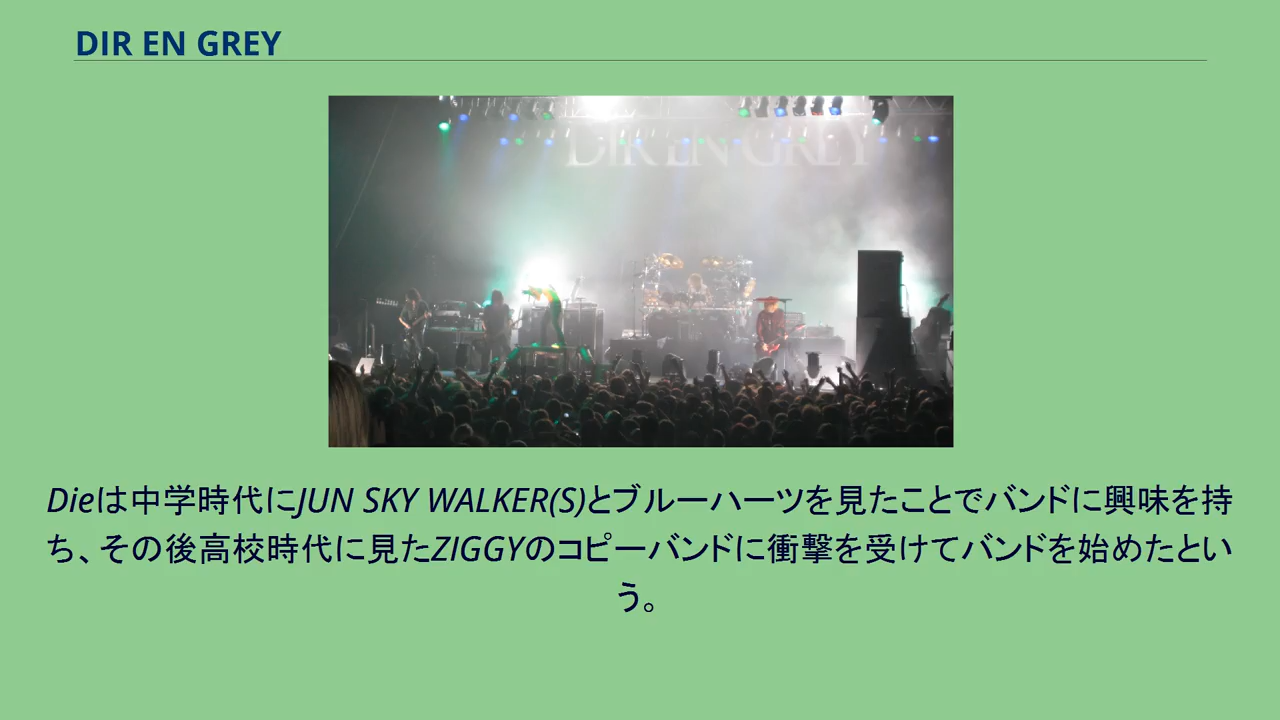 DIR EN GREY
DIR EN GREY
Dieは中学時代にJUN SKY WALKER(S)とブルーハーツを見たことでバンドに興味を持
ち、その後高校時代に見たZIGGYのコピーバンドに衝撃を受けてバンドを始めたとい
う。